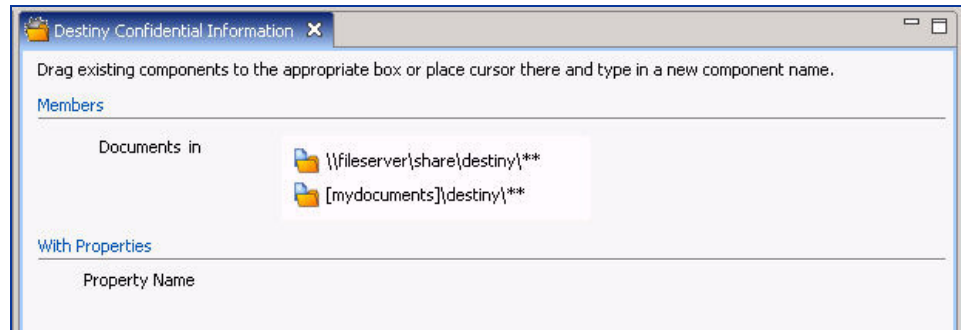 Destiny Confidential Information
Drag existing components to the appropriate box or place cursor there and type in a new component name.
Members
Documents in
\\fileserver\share\destiny\**
[mydocuments]\destiny\**
With Properties
Property Name